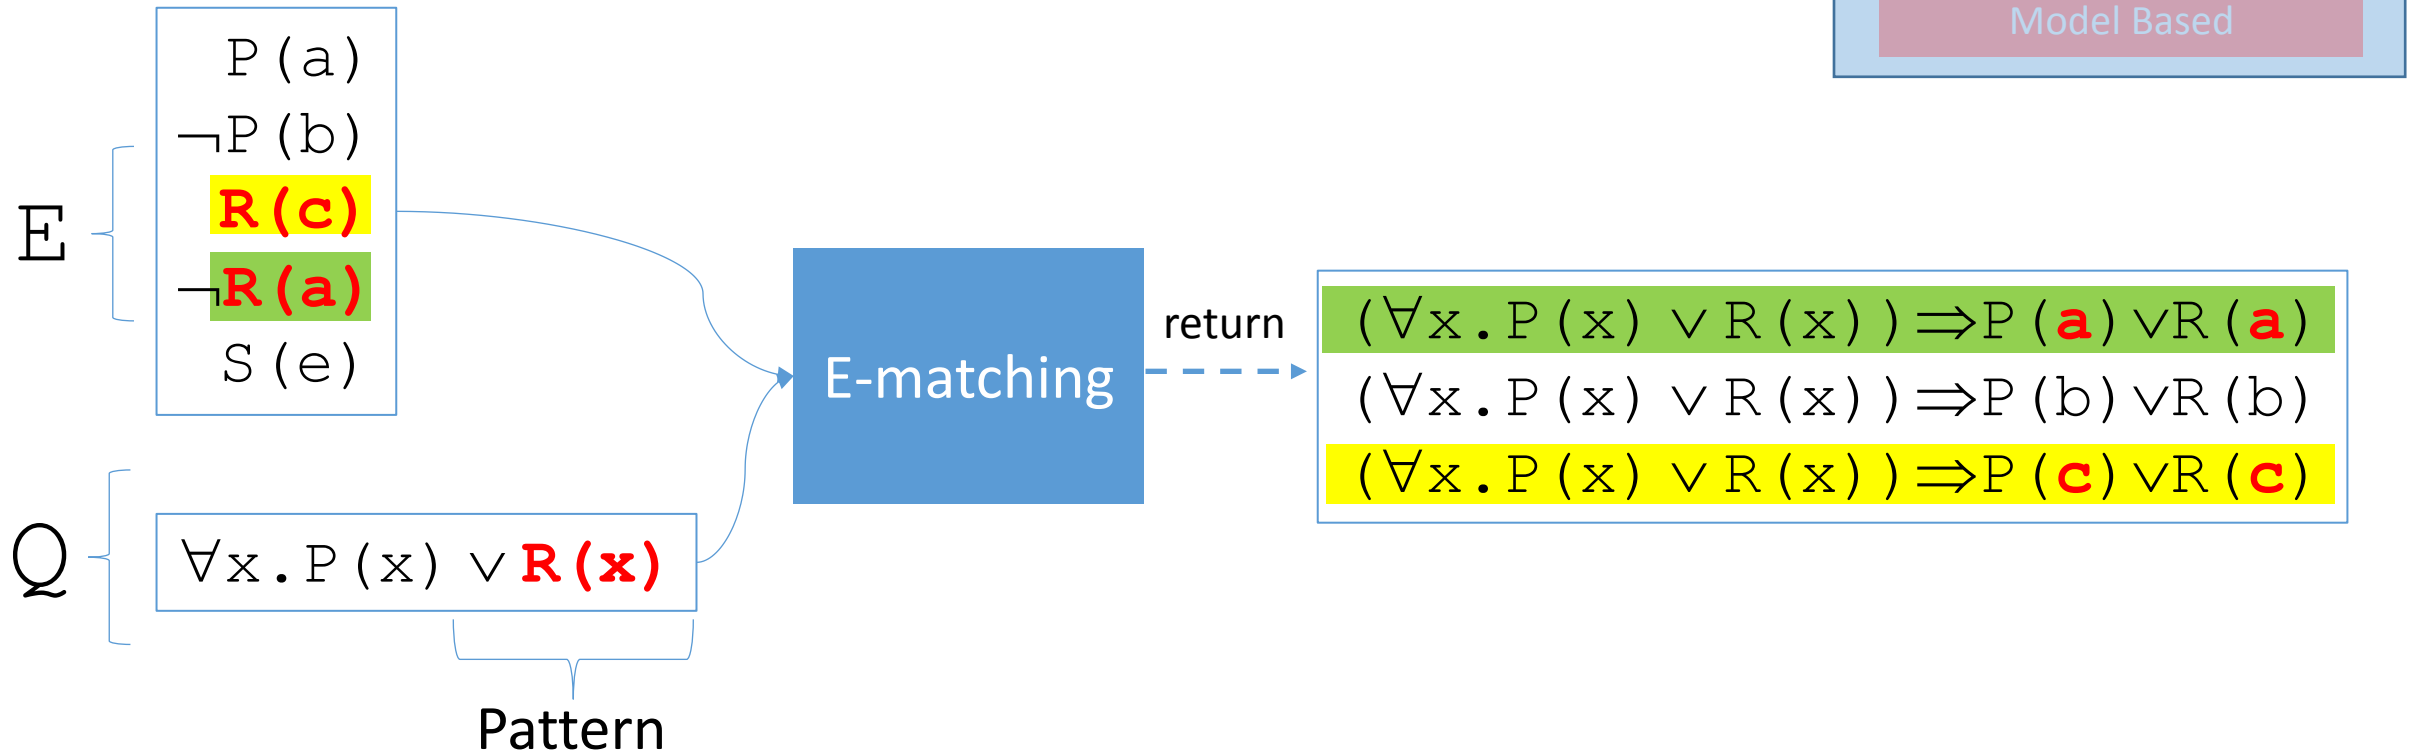 Model Based
P(a)
¬P(b)
R(c)
¬R(a)
S(e)
E
E-matching
return
(∀x.P(x) ∨ R(x))⇒P(a)∨R(a)
(∀x.P(x) ∨ R(x))⇒P(b)∨R(b)
(∀x.P(x) ∨ R(x))⇒P(c)∨R(c)
Q
∀x.P(x) ∨ R(x)
Pattern